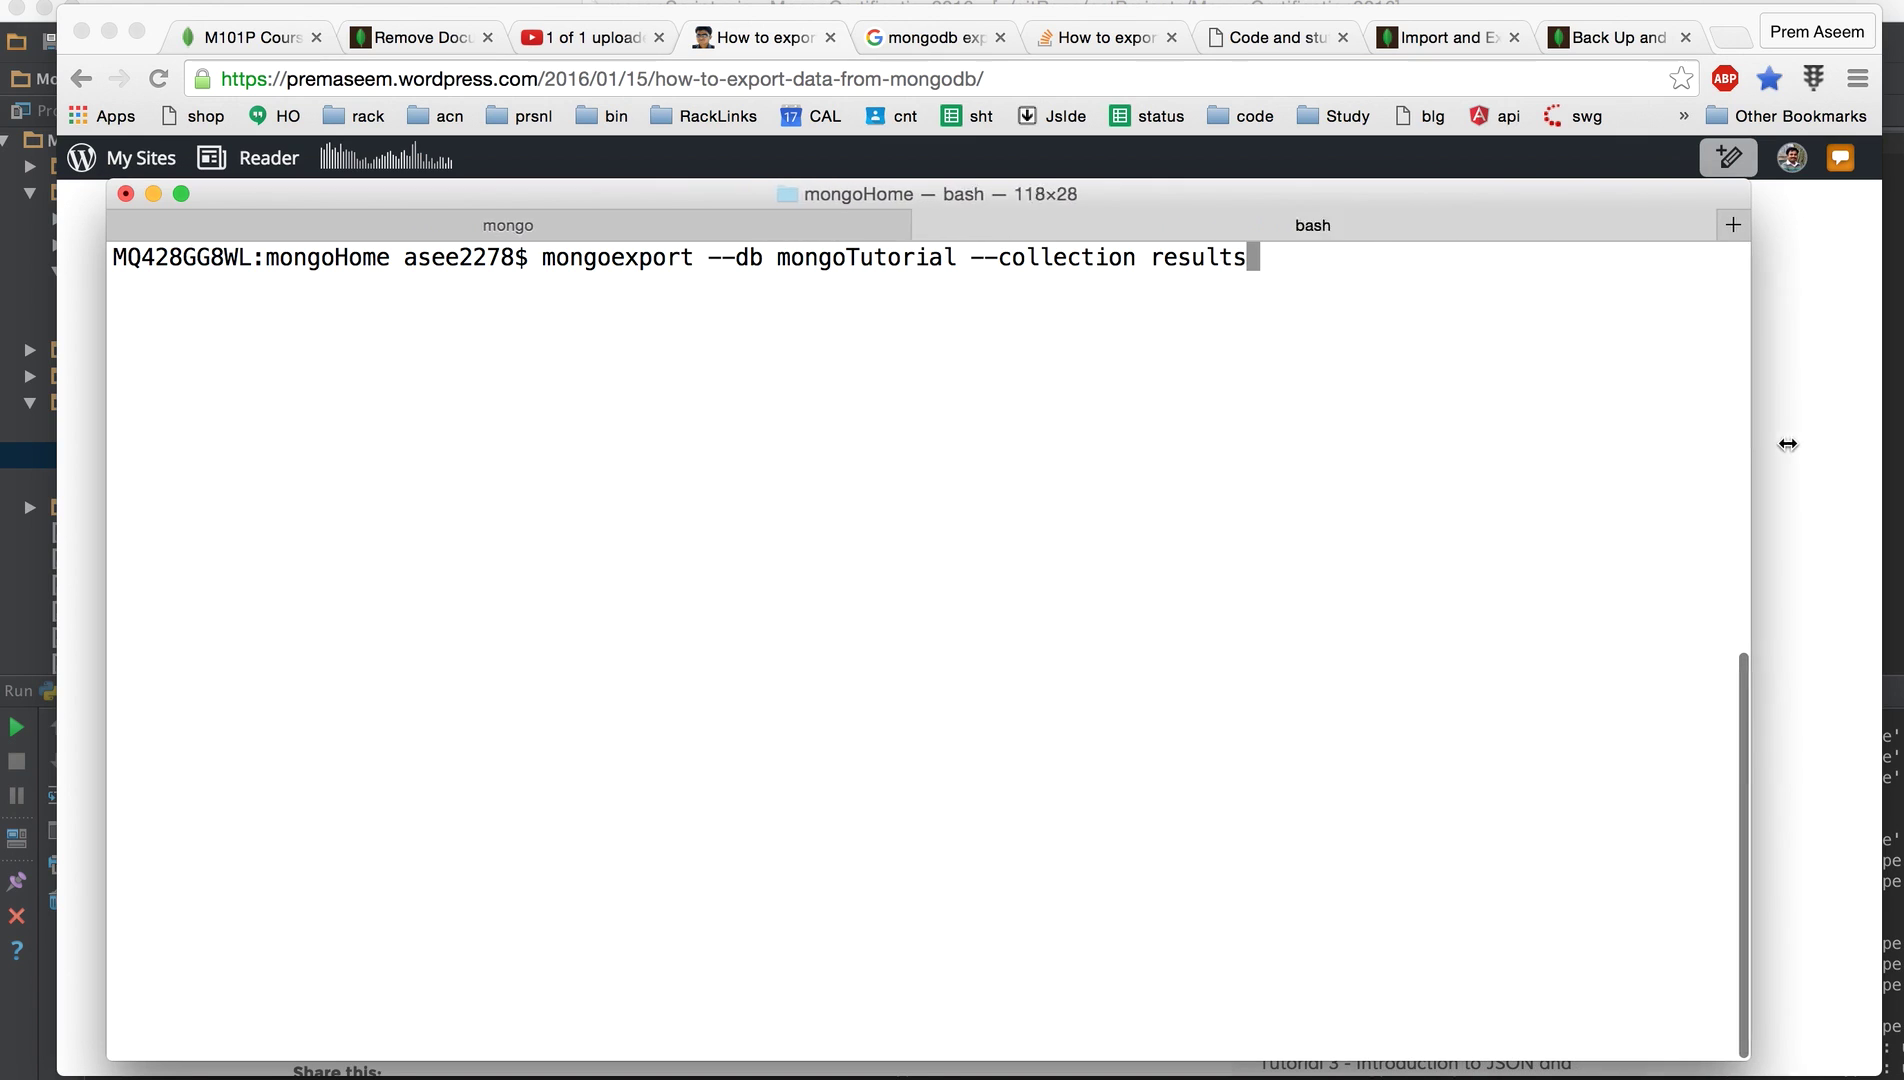 M101P Cours
Remove Docu
1 of 1 upload
How to expor
mongodb exp
How to expor
Code and stu
Import and Ex
Back Up and
Prem Aseem
https://premaseem.wordpress.com/2016/01/15/how-to-export-data-from-mongodb/
ABP
Apps
shop
HO
rack
acn
prsnl
bin
RackLinks
17 CAL
cnt
sht
JsIde
status
code
Study
blg
api
swg
»
Other Bookmarks
My Sites
Reader
mongoHome — bash — 118×28
mongo
bash
MQ428GG8WL:mongoHome asee2278$ mongoexport --db mongoTutorial --collection results
Run
Share this:
Tutorial 3 - Introduction to JSON and